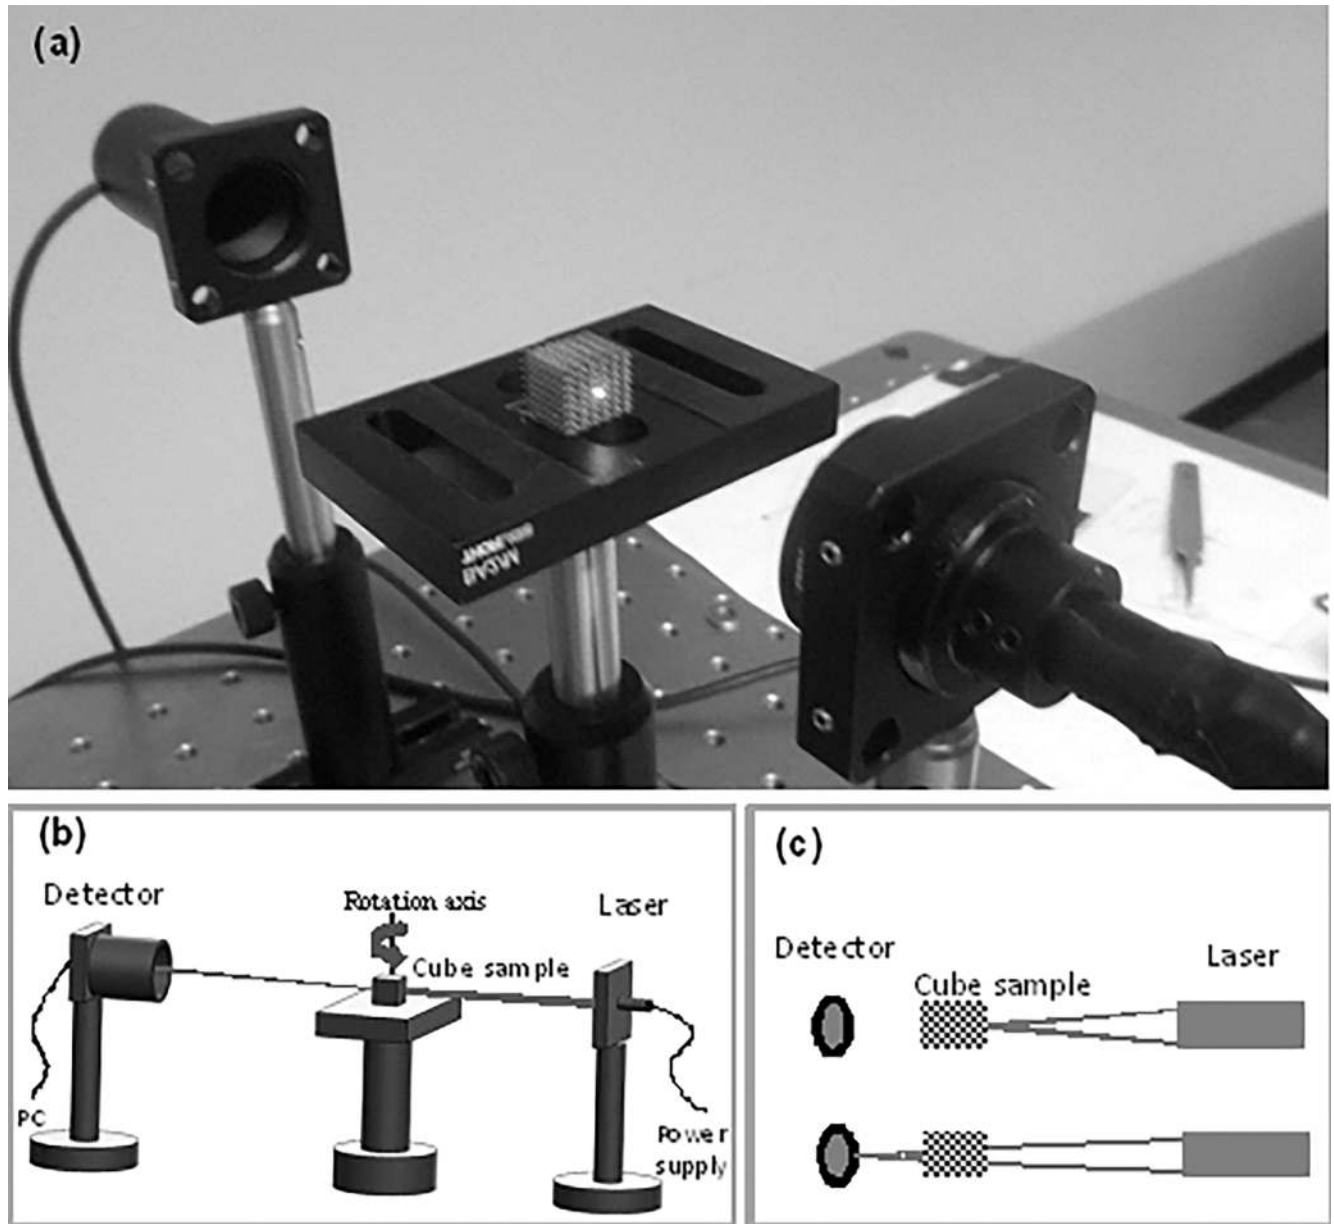 (a)
(b)
Detector
Rotation axis
Laser
Cube sample
PC
Power
supply
(c)
Detector
Laser
Cube sample